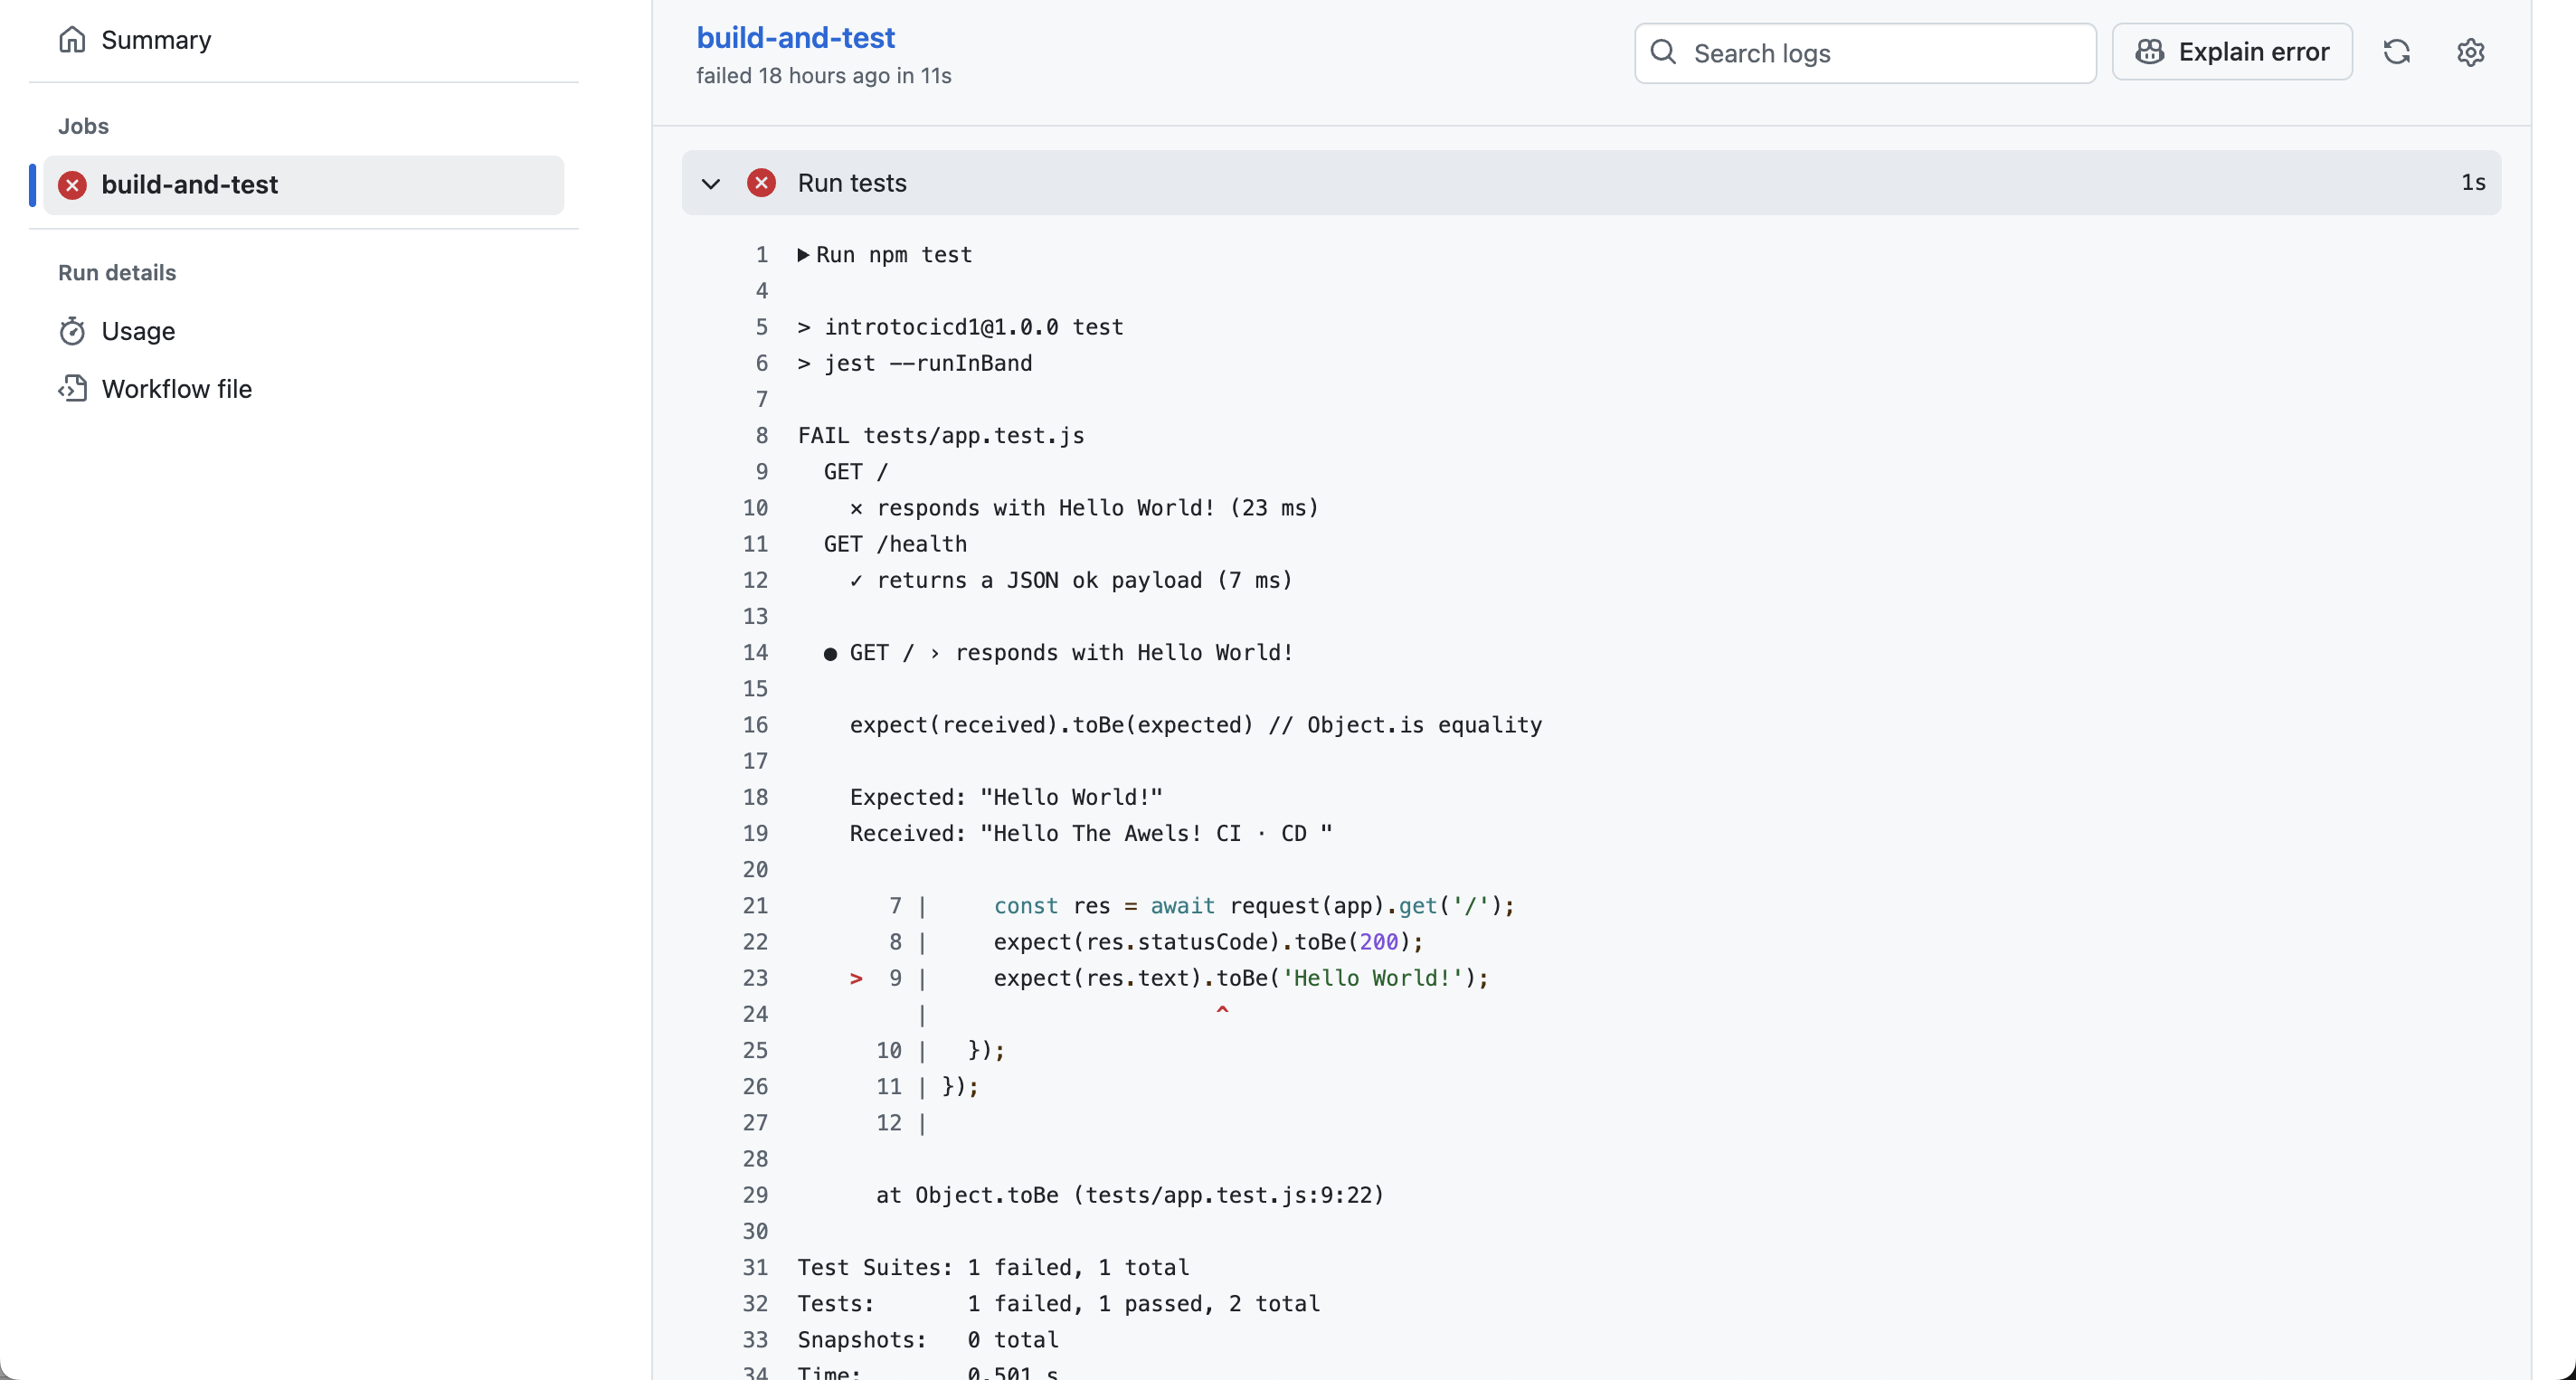 Summary
Jobs
build-and-test
Run details
Usage
Workflow file
build-and-test
failed 18 hours ago in 11s
Search logs
Explain error
Run tests
1s
1 Run npm test
4
5 > introtocicd1@1.0.0 test
6 > jest --runInBand
7
8 FAIL tests/app.test.js
9 GET /
10 × responds with Hello World! (23 ms)
11 GET /health
12 ✓ returns a JSON ok payload (7 ms)
13
14 ● GET / › responds with Hello World!
15
16 expect(received).toBe(expected) // Object.is equality
17
18 Expected: "Hello World!"
19 Received: "Hello The Awels! CI · CD "
20
21 7 | const res = await request(app).get('/');
22 8 | expect(res.statusCode).toBe(200);
23 > 9 | expect(res.text).toBe('Hello World!');
24 | ^
25 10 | });
26 11 | });
27 12 |
28
29 at Object.toBe (tests/app.test.js:9:22)
30
31 Test Suites: 1 failed, 1 total
32 Tests: 1 failed, 1 passed, 2 total
33 Snapshots: 0 total
34 Time: 0.501 s